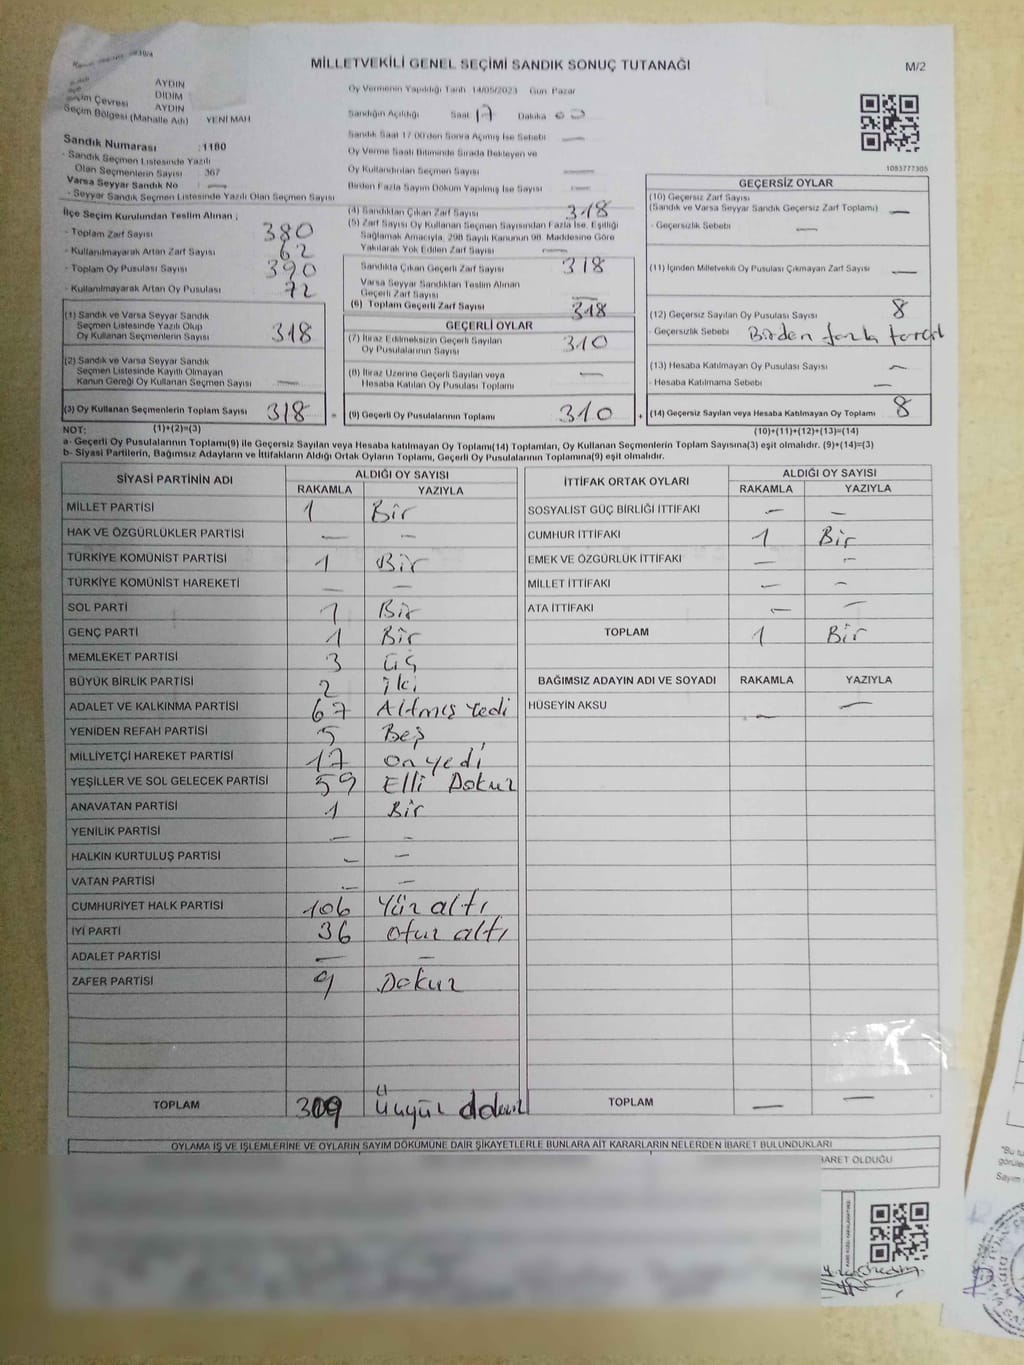 MİLLETVEKİLİ GENEL SEÇİMİ SANDIK SONUÇ TUTANAĞI
M/2
AYDIN
DİDİM
Seçim Çevresi AYDIN
Seçim Bölgesi (Mahalle Adı) YENİ MAH
Oy Vermenin Yapıldığı Tarih 14/05/2023 Gün Pazar
Sandığın Açıldığı Saat 17 Dakika 00
Sandık Saat 17:00'den Sonra Açılmış İse Sebebi —
Oy Verme Saati Bitiminde Sırada Bekleyen ve
Oy Kullandırılan Seçmen Sayısı —
Birden Fazla Sayım Döküm Yapılmış İse Sayısı —
1083777305
Sandık Numarası : 1180
- Sandık Seçmen Listesinde Yazılı
Olan Seçmenlerin Sayısı 367
Varsa Seyyar Sandık No —
- Seyyar Sandık Seçmen Listesinde Yazılı Olan Seçmen Sayısı
İlçe Seçim Kurulundan Teslim Alınan ;
- Toplam Zarf Sayısı 380
- Kullanılmayarak Artan Zarf Sayısı 62
- Toplam Oy Pusulası Sayısı 390
- Kullanılmayarak Artan Oy Pusulası 72
(1) Sandık ve Varsa Seyyar Sandık
Seçmen Listesinde Yazılı Olup
Oy Kullanan Seçmenlerin Sayısı 318
(2) Sandık ve Varsa Seyyar Sandık
Seçmen Listesinde Kayıtlı Olmayan
Kanun Gereği Oy Kullanan Seçmen Sayısı —
(3) Oy Kullanan Seçmenlerin Toplam Sayısı 318
(4) Sandıktan Çıkan Zarf Sayısı 318
(5) Zarf Sayısı Oy Kullanan Seçmen Sayısından Fazla İse, Eşitliği
Sağlamak Amacıyla, 298 Sayılı Kanunun 98. Maddesine Göre
Yakılarak Yok Edilen Zarf Sayısı —
Sandıkta Çıkan Geçerli Zarf Sayısı 318
Varsa Seyyar Sandıktan Teslim Alınan
Geçerli Zarf Sayısı —
(6) Toplam Geçerli Zarf Sayısı 318
GEÇERLİ OYLAR
(7) İtiraz Edilmeksizin Geçerli Sayılan
Oy Pusulalarının Sayısı 310
(8) İtiraz Üzerine Geçerli Sayılan veya
Hesaba Katılan Oy Pusulası Toplamı —
= (9) Geçerli Oy Pusulalarının Toplamı 310
GEÇERSİZ OYLAR
(10) Geçersiz Zarf Sayısı
(Sandık ve Varsa Seyyar Sandık Geçersiz Zarf Toplamı) —
- Geçersizlik Sebebi —
(11) İçinden Milletvekili Oy Pusulası Çıkmayan Zarf Sayısı —
(12) Geçersiz Sayılan Oy Pusulası Sayısı 8
- Geçersizlik Sebebi Birden fazla
(13) Hesaba Katılmayan Oy Pusulası Sayısı —
- Hesaba Katılmama Sebebi —
+ (14) Geçersiz Sayılan veya Hesaba Katılmayan Oy Toplamı 8
NOT: (1)+(2)=(3) (10)+(11)+(12)+(13)=(14)
a- Geçerli Oy Pusulalarının Toplamı(9) ile Geçersiz Sayılan veya Hesaba katılmayan Oy Toplam(14) Toplamları, Oy Kullanan Seçmenlerin Toplam Sayısına(3) eşit olmalıdır. (9)+(14)=(3)
b- Siyasi Partilerin, Bağımsız Adayların ve İttifakların Aldığı Ortak Oyların Toplamı, Geçerli Oy Pusulalarının Toplamına(9) eşit olmalıdır.
SİYASİ PARTİNİN ADI ALDIĞI OY SAYISI
RAKAMLA YAZIYLA
MİLLET PARTİSİ 1 Bir
HAK VE ÖZGÜRLÜKLER PARTİSİ — —
TÜRKİYE KOMÜNİST PARTİSİ 1 Bir
TÜRKİYE KOMÜNİST HAREKETİ — —
SOL PARTİ 1 Bir
GENÇ PARTİ 1 Bir
MEMLEKET PARTİSİ 3 üç
BÜYÜK BİRLİK PARTİSİ 2 iki
ADALET VE KALKINMA PARTİSİ 67 Altmış Yedi
YENİDEN REFAH PARTİSİ 5 Beş
MİLLİYETÇİ HAREKET PARTİSİ 17 on yedi
YEŞİLLER VE SOL GELECEK PARTİSİ 59 Elli Dokuz
ANAVATAN PARTİSİ 1 Bir
YENİLİK PARTİSİ — —
HALKIN KURTULUŞ PARTİSİ — —
VATAN PARTİSİ — —
CUMHURİYET HALK PARTİSİ 106 Yüz altı
İYİ PARTİ 36 otuz altı
ADALET PARTİSİ — —
ZAFER PARTİSİ 9 Dokuz
TOPLAM 309
İTTİFAK ORTAK OYLARI ALDIĞI OY SAYISI
RAKAMLA YAZIYLA
SOSYALİST GÜÇ BİRLİĞİ İTTİFAKI — —
CUMHUR İTTİFAKI 1 Bir
EMEK VE ÖZGÜRLÜK İTTİFAKI — —
MİLLET İTTİFAKI — —
ATA İTTİFAKI — —
TOPLAM 1 Bir
BAĞIMSIZ ADAYIN ADI VE SOYADI RAKAMLA YAZIYLA
HÜSEYİN AKSU — —
TOPLAM — —
OYLAMA İŞ VE İŞLEMLERİNE VE OYLARIN SAYIM DÖKÜMÜNE DAİR ŞİKAYETLERLE BUNLARA AİT KARARLARIN NELERDEN İBARET BULUNDUKLARI
BARET OLDUĞU
"Bu tu
görüle
Sayım